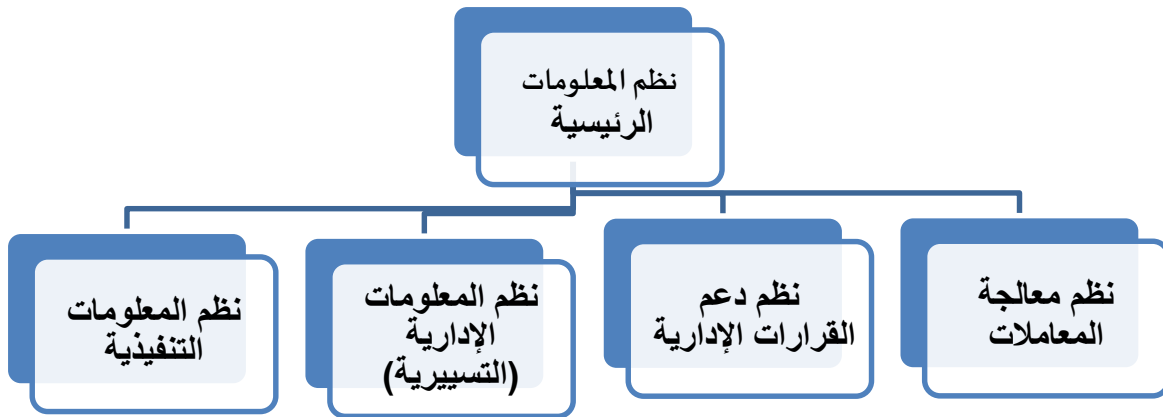 نظم المعلومات
الرئيسية
نظم معالجة
المعاملات
نظم دعم
القرارات الإدارية
نظم المعلومات
الإدارية
(التسييرية)
نظم المعلومات
التنفيذية